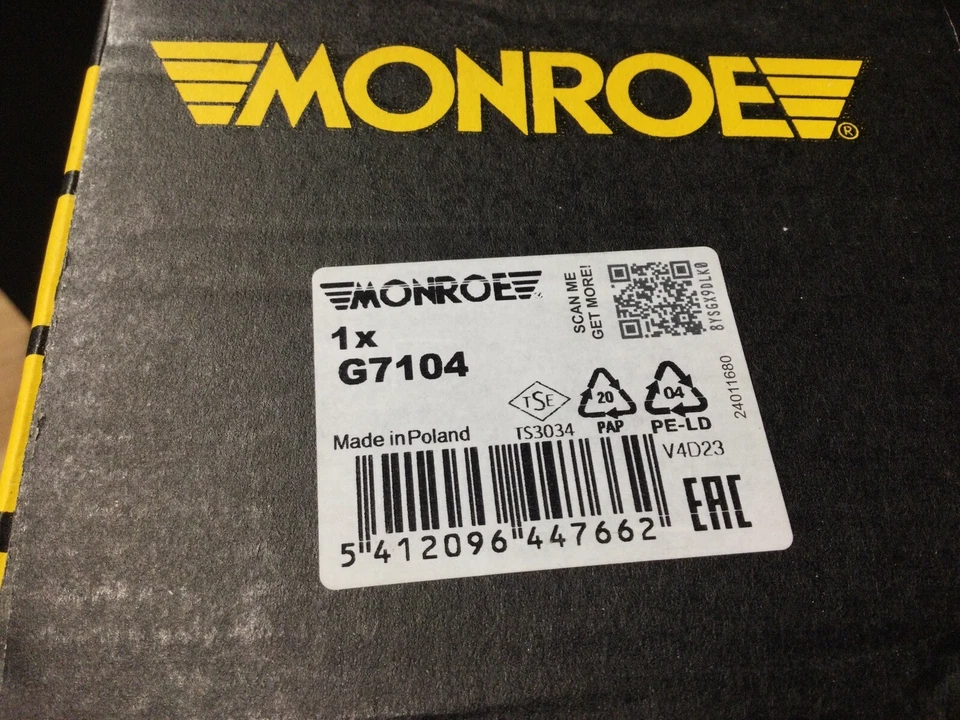 MONROE®
MONROE
SCAN ME
GET MORE!
8YSGX9DLK0
1x
G7104
24011680
TSE
20
04
PAP
PE-LD
Made in Poland
TS3034
V4D23
EAC
5 412096 447662